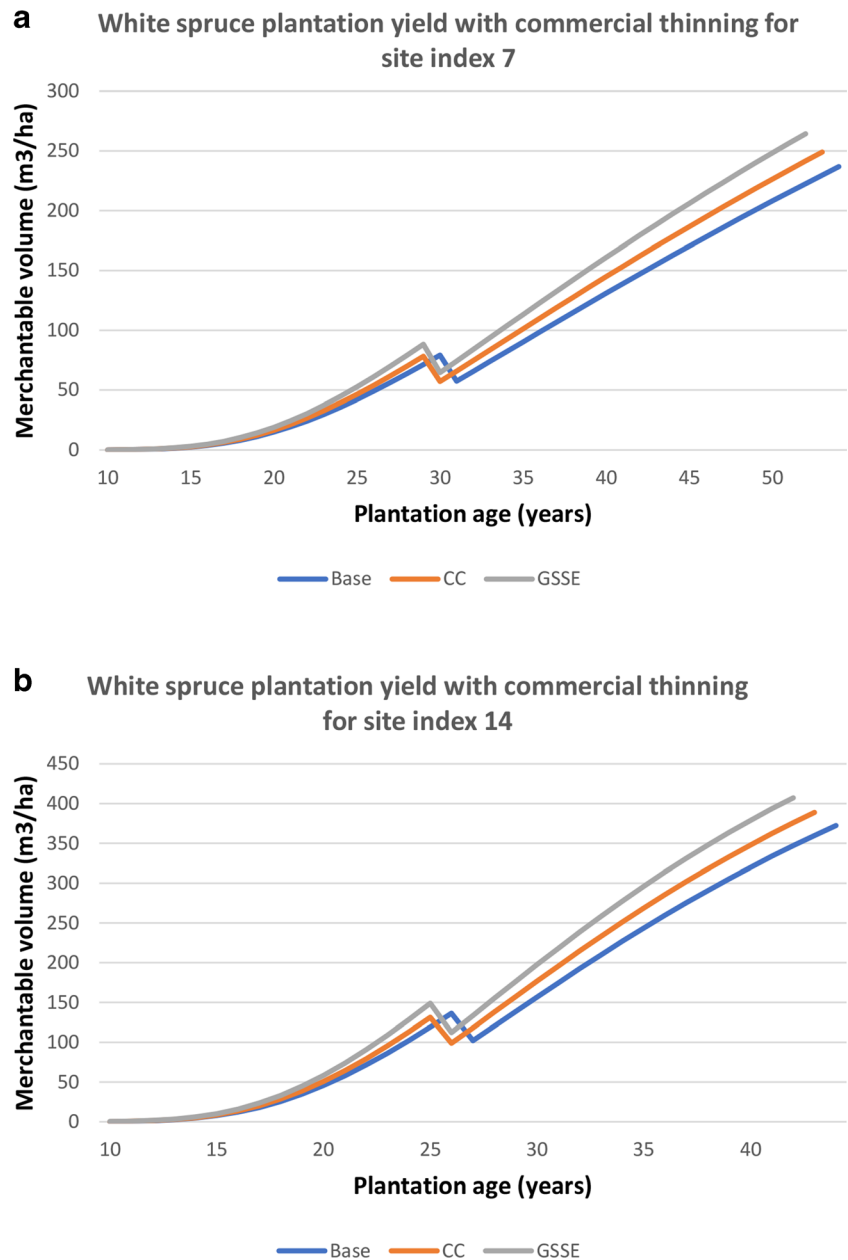 a
White spruce plantation yield with commercial thinning for
site index 7
Merchantable volume (m3/ha)
300
250
200
150
100
50
0
10 15 20 25 30 35 40 45 50
Plantation age (years)
Base CC GSSE
b
White spruce plantation yield with commercial thinning
for site index 14
Merchantable volume (m3/ha)
450
400
350
300
250
200
150
100
50
0
10 15 20 25 30 35 40
Plantation age (years)
Base CC GSSE